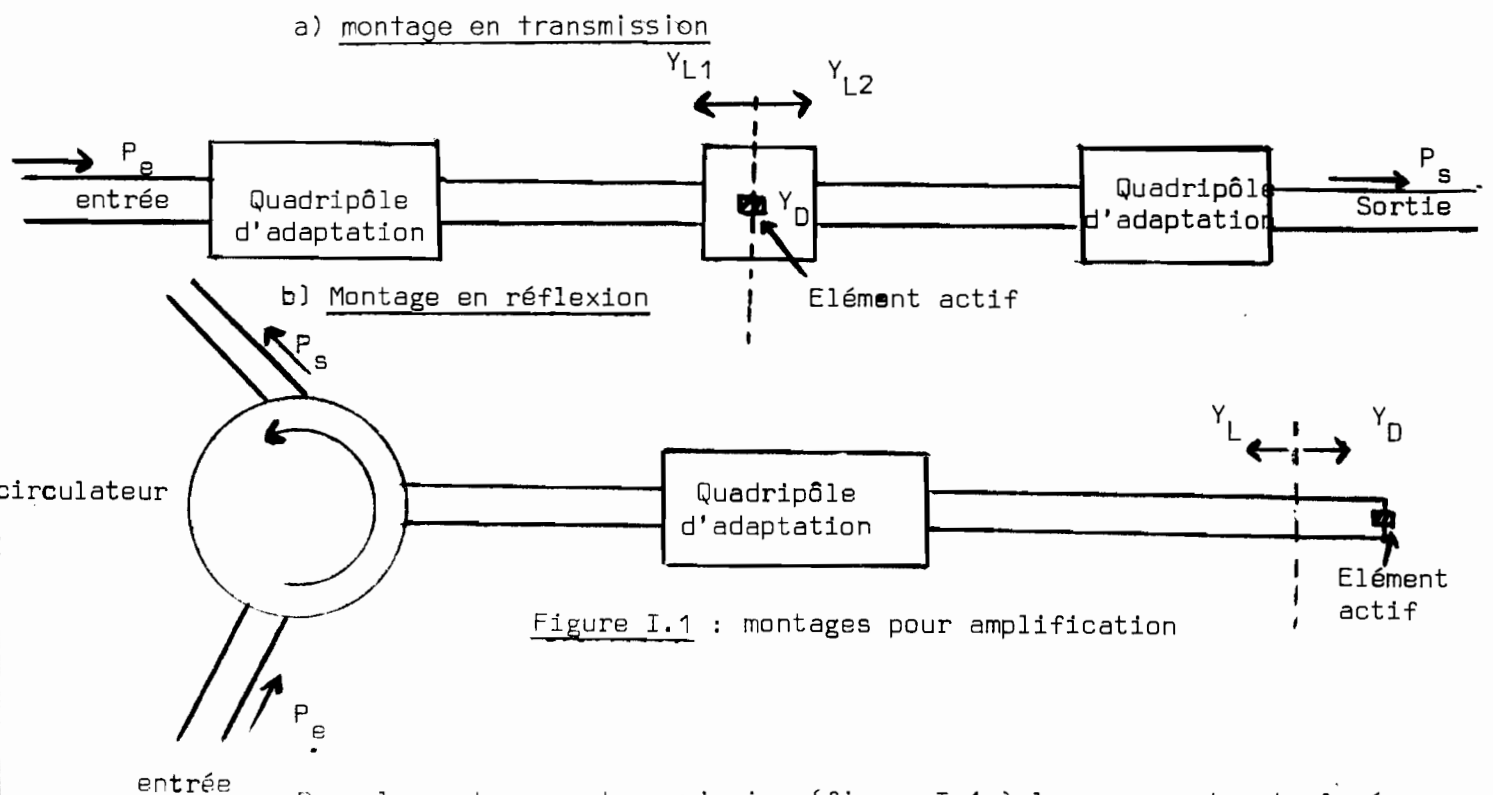 a) montage en transmission
Y_L1
Y_L2
P_e
entrée
Quadripôle
d'adaptation
Y_D
Quadripôle
d'adaptation
P_s
Sortie
Elément actif
b) Montage en réflexion
P_s
circulateur
Quadripôle
d'adaptation
Y_L
Y_D
Elément
actif
Figure I.1 : montages pour amplification
P_e
entrée